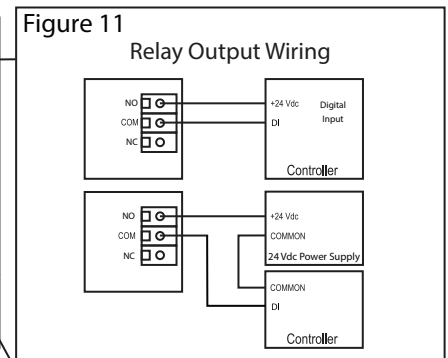 Figure 11
Relay Output Wiring
NO
COM
NC
+24 Vdc
DI
Digital
Input
Controller
NO
COM
NC
+24 Vdc
COMMON
24 Vdc Power Supply
COMMON
DI
Controller